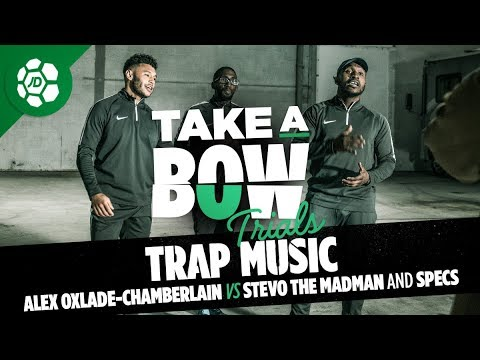 JD
TAKE A
BOW
Trials
TRAP MUSIC
ALEX OXLADE-CHAMBERLAIN VS STEVO THE MADMAN AND SPECS